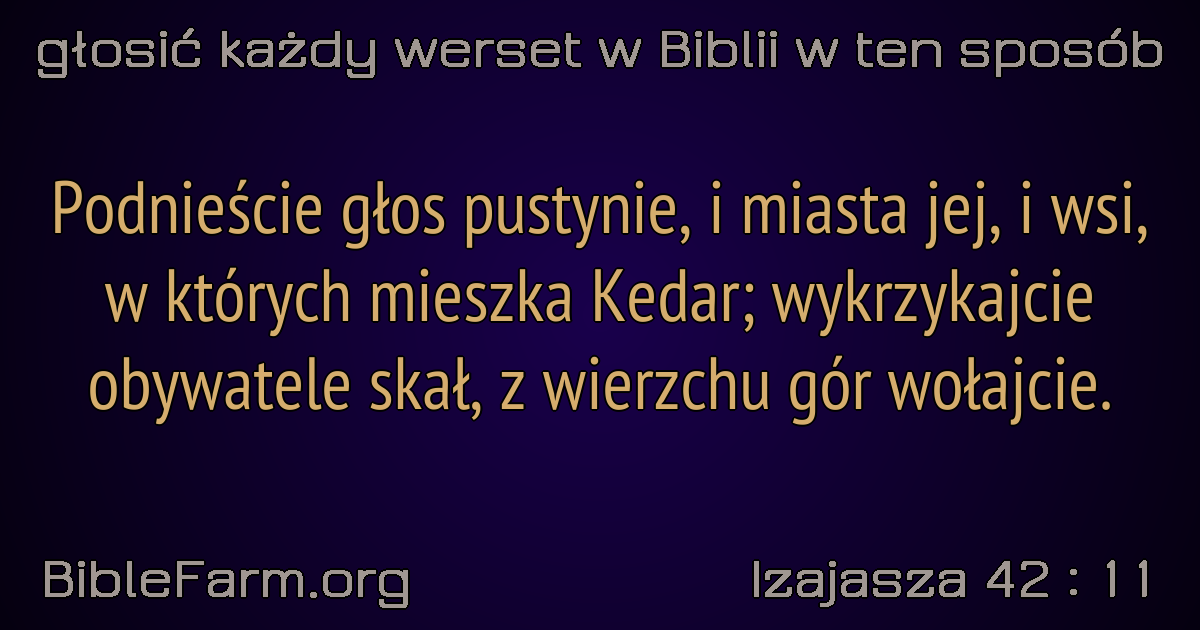 głosić każdy werset w Biblii w ten sposób
Podnieście głos pustynie, i miasta jej, i wsi,
w których mieszka Kedar; wykrzykajcie
obywatele skał, z wierzchu gór wołajcie.
BibleFarm.org
Izajasza 42 : 11